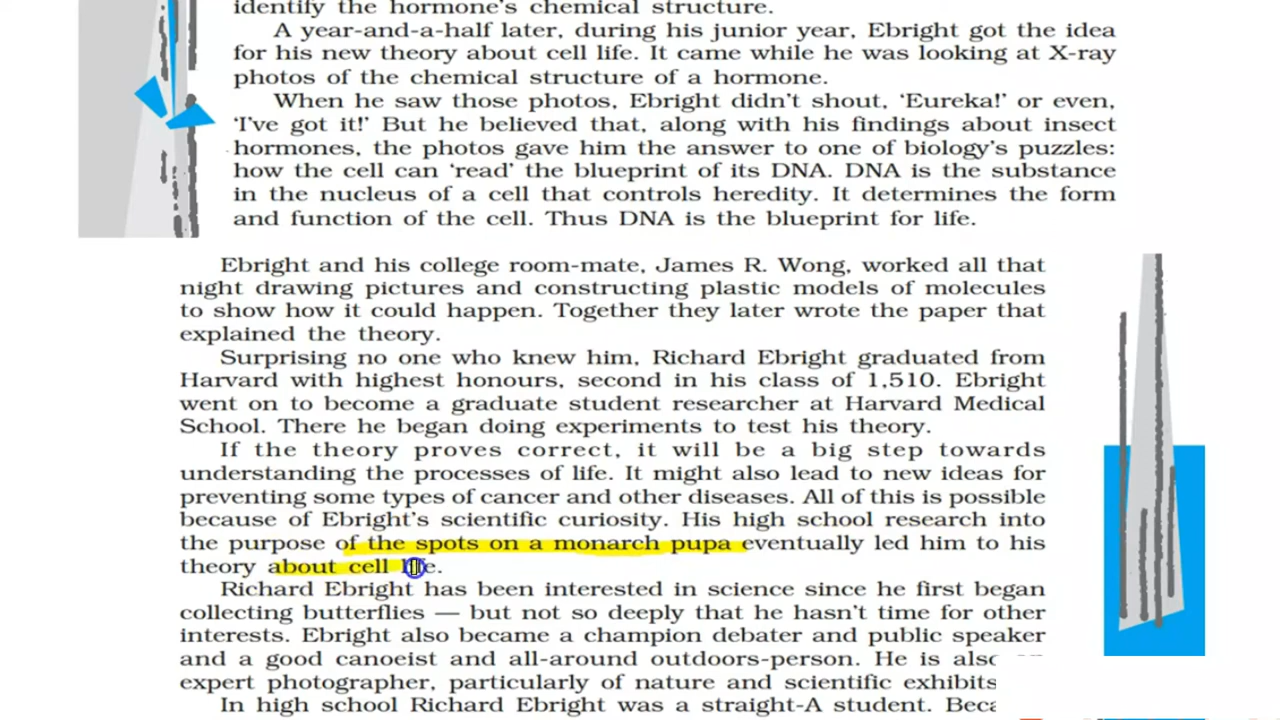 identify the hormone's chemical structure.
A year-and-a-half later, during his junior year, Ebright got the idea
for his new theory about cell life. It came while he was looking at X-ray
photos of the chemical structure of a hormone.
When he saw those photos, Ebright didn't shout, ‘Eureka!’ or even,
‘I've got it!’ But he believed that, along with his findings about insect
hormones, the photos gave him the answer to one of biology's puzzles:
how the cell can ‘read’ the blueprint of its DNA. DNA is the substance
in the nucleus of a cell that controls heredity. It determines the form
and function of the cell. Thus DNA is the blueprint for life.
Ebright and his college room-mate, James R. Wong, worked all that
night drawing pictures and constructing plastic models of molecules
to show how it could happen. Together they later wrote the paper that
explained the theory.
Surprising no one who knew him, Richard Ebright graduated from
Harvard with highest honours, second in his class of 1,510. Ebright
went on to become a graduate student researcher at Harvard Medical
School. There he began doing experiments to test his theory.
If the theory proves correct, it will be a big step towards
understanding the processes of life. It might also lead to new ideas for
preventing some types of cancer and other diseases. All of this is possible
because of Ebright's scientific curiosity. His high school research into
the purpose of the spots on a monarch pupa eventually led him to his
theory about cell life.
Richard Ebright has been interested in science since he first began
collecting butterflies — but not so deeply that he hasn't time for other
interests. Ebright also became a champion debater and public speaker
and a good canoeist and all-around outdoors-person. He is also
expert photographer, particularly of nature and scientific exhibits
In high school Richard Ebright was a straight-A student.